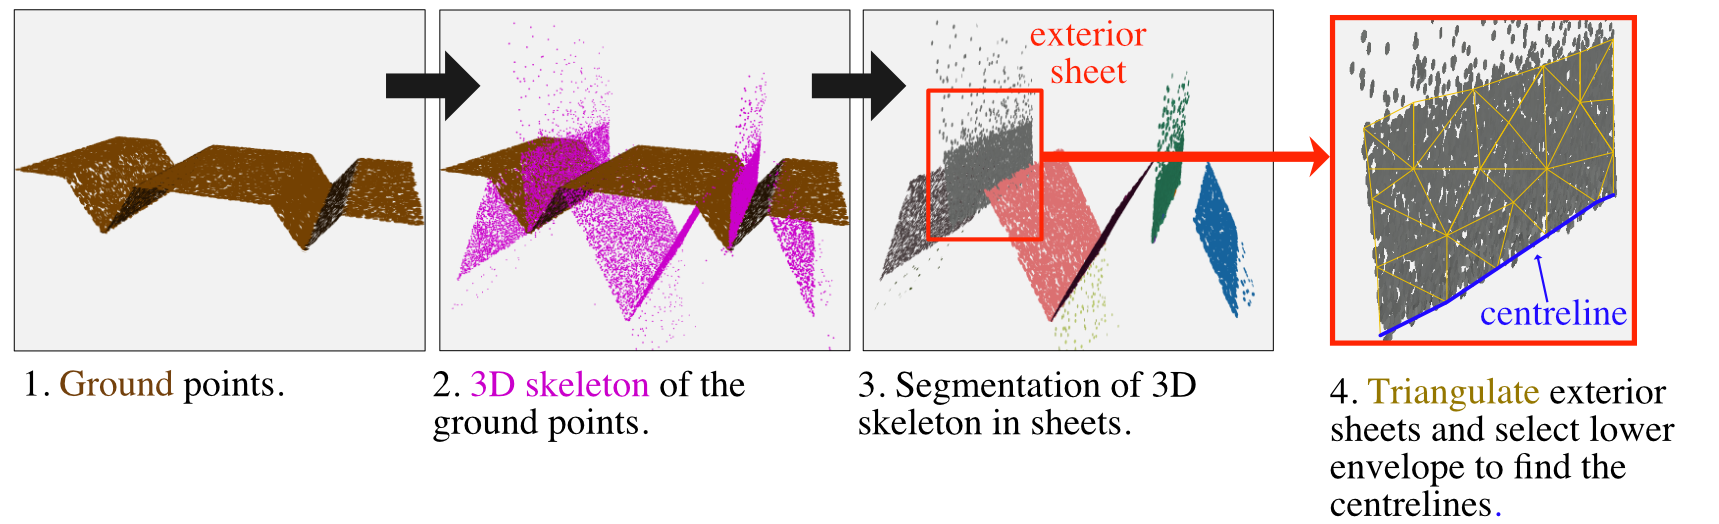 exterior
sheet
centreline
1. Ground points.
2. 3D skeleton of the
ground points.
3. Segmentation of 3D
skeleton in sheets.
4. Triangulate exterior
sheets and select lower
envelope to find the
centrelines.